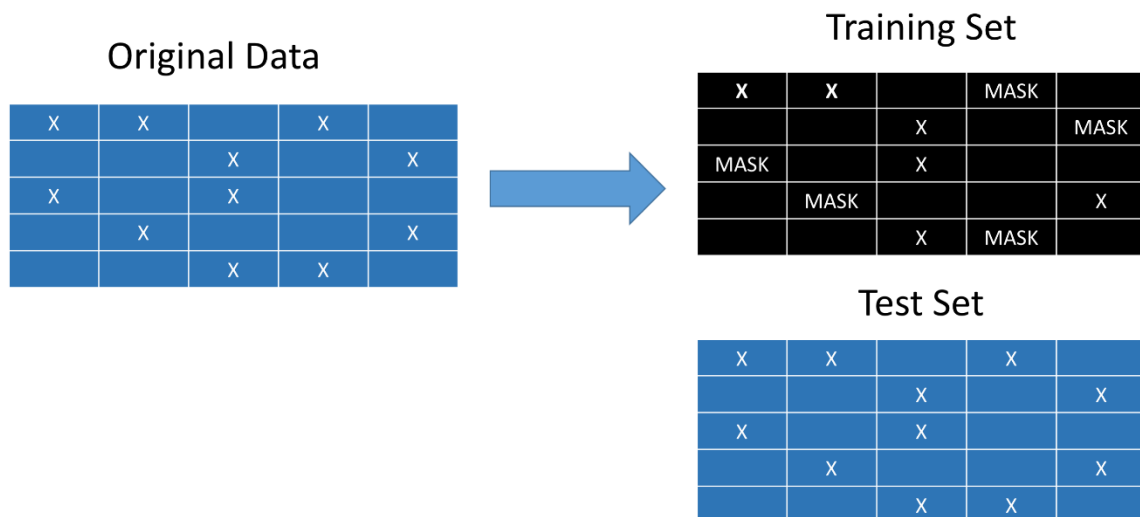 Original Data
X X X
X X
X X
X X
X X
Training Set
X X MASK
X MASK
MASK X
MASK X
X MASK
Test Set
X X X
X X
X X
X X
X X